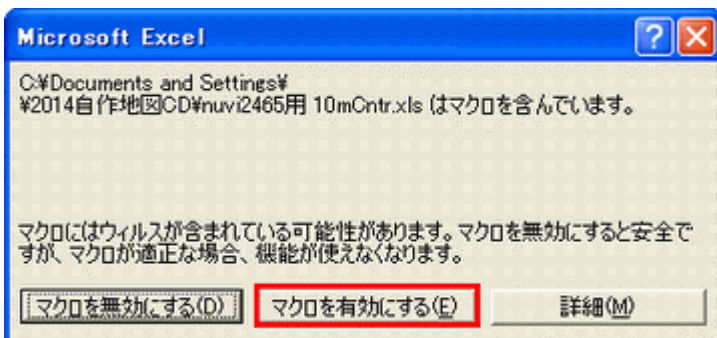 Microsoft Excel
C:¥Documents and Settings¥
¥2014自作地図CD¥nuvi2465用 10mCntr.xls はマクロを含んでいます。
マクロにはウィルスが含まれている可能性があります。マクロを無効にすると安全で
すが、マクロが適正な場合、機能が使えなくなります。
マクロを無効にする(D) マクロを有効にする(E) 詳細(M)